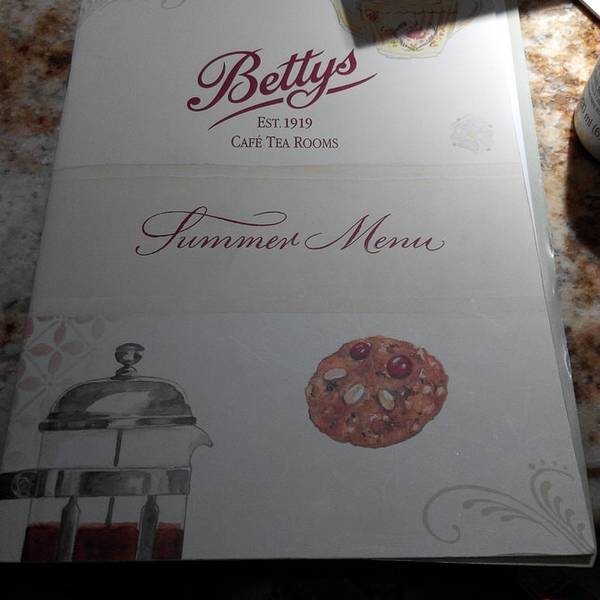 Bettys
EST. 1919
CAFÉ TEA ROOMS
Summer Menu